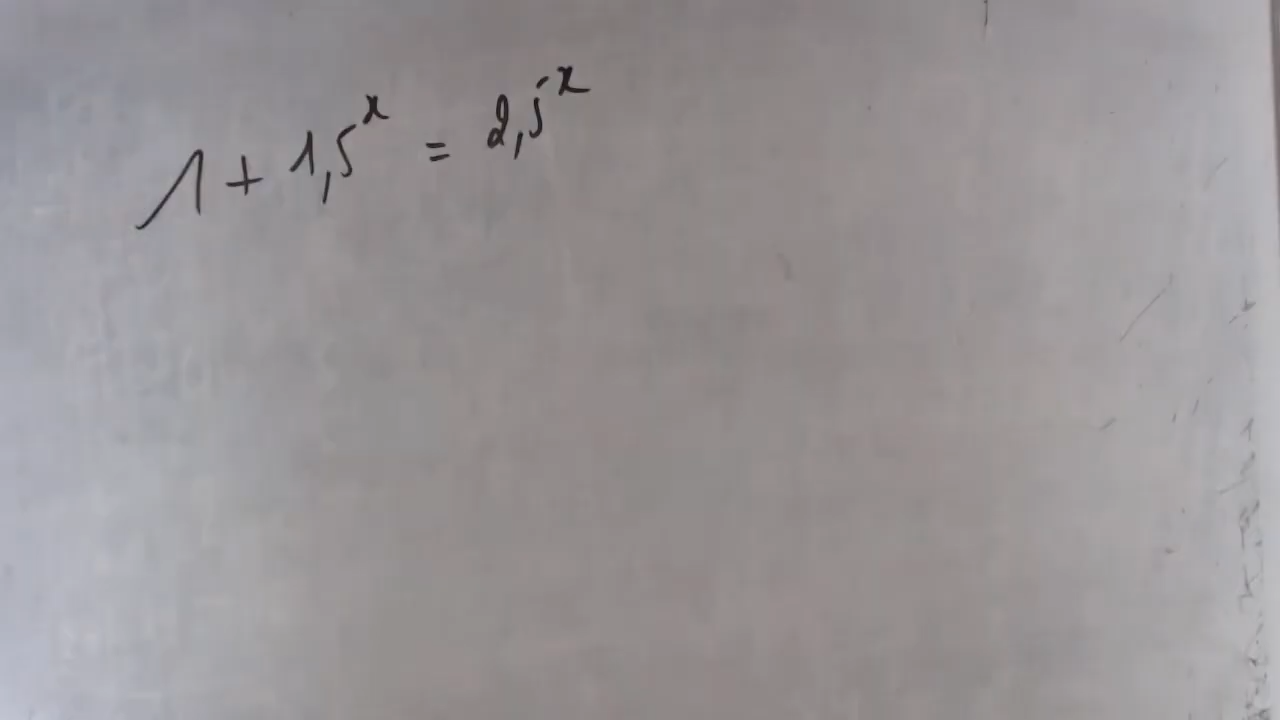 1 + 1,5^x = 2,5^x